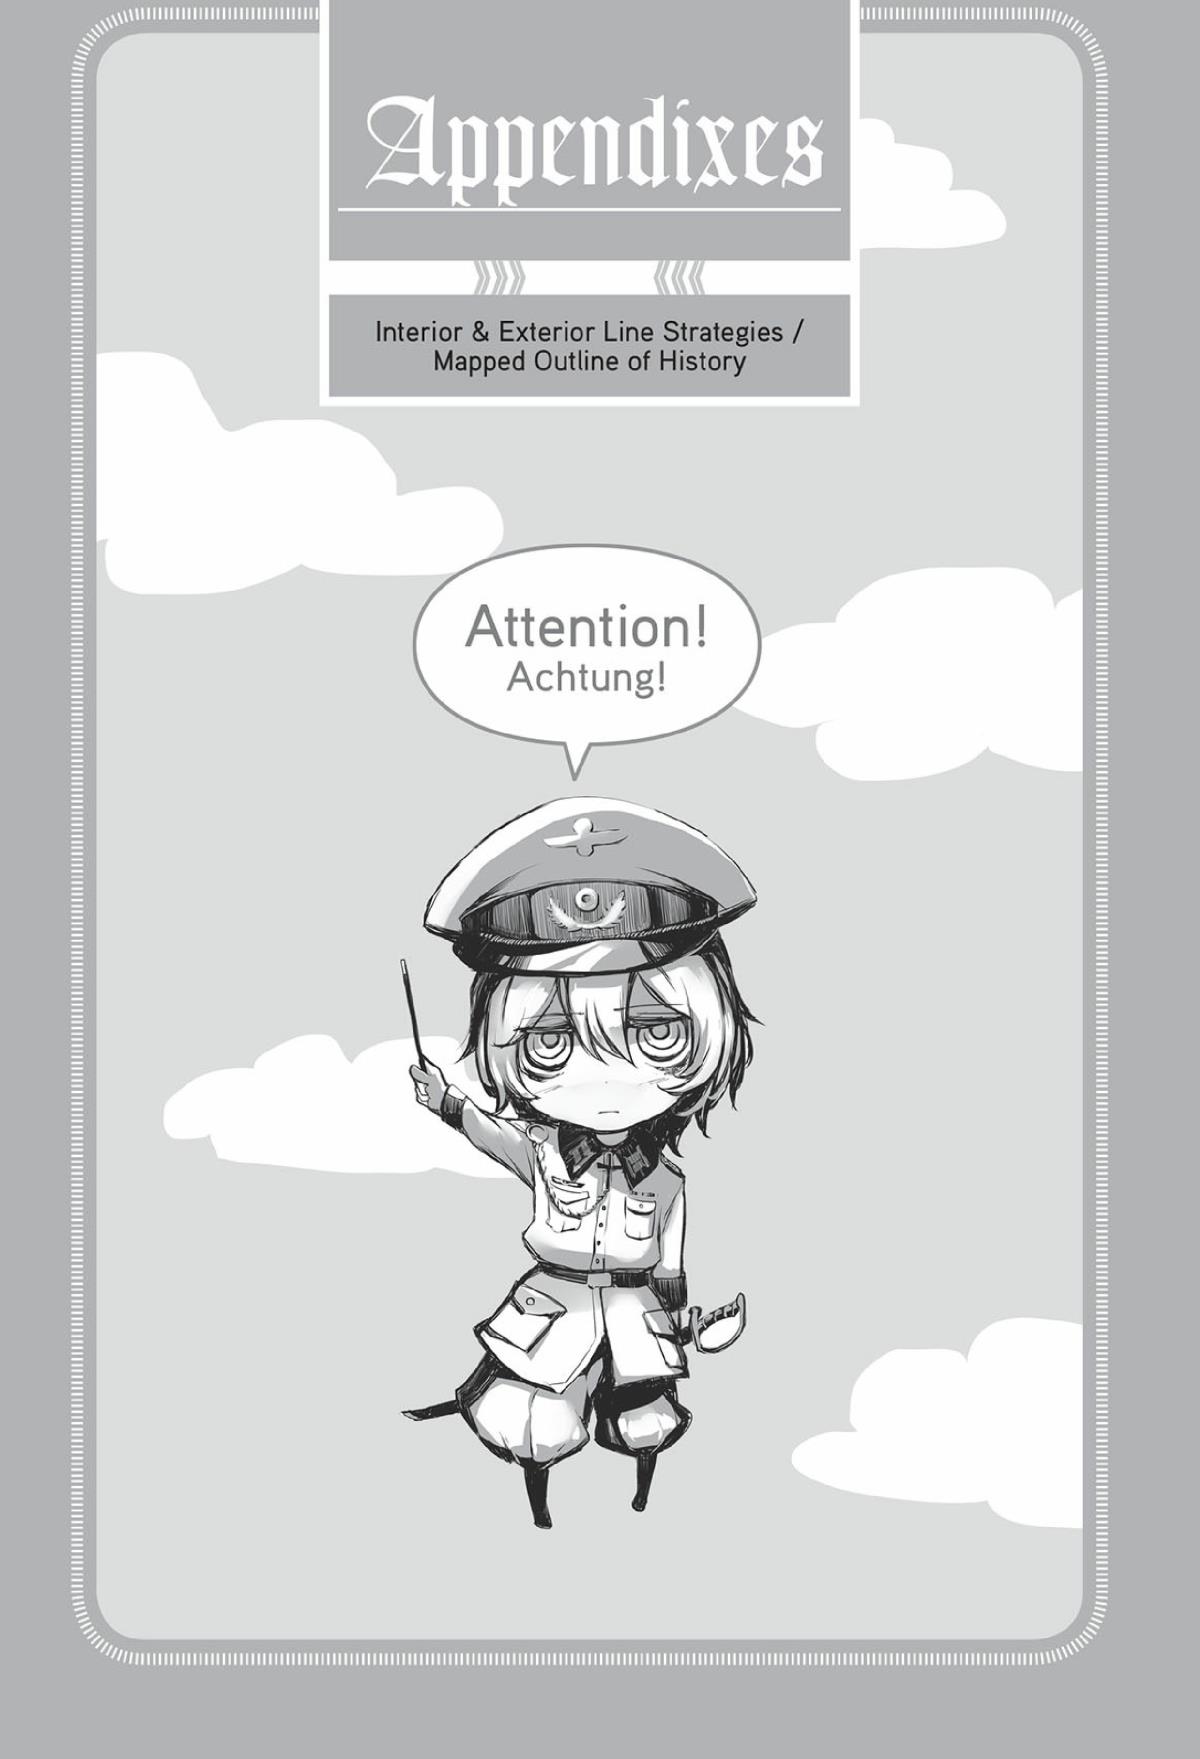 Appendixes
Interior & Exterior Line Strategies /
Mapped Outline of History
Attention!
Achtung!